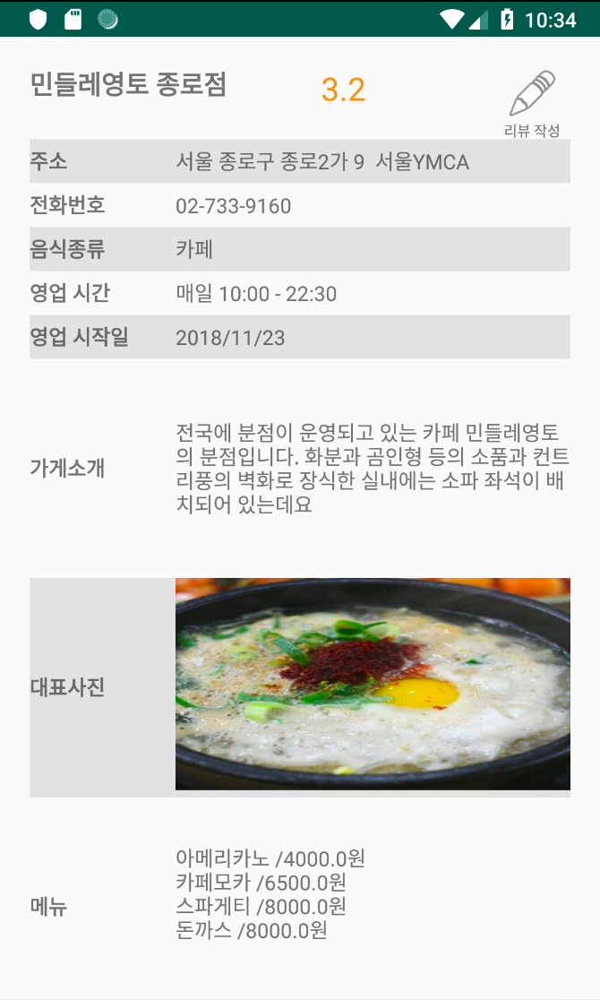 10:34
민들레영토 종로점 3.2
리뷰 작성
주소 서울 종로구 종로2가 9  서울YMCA
전화번호 02-733-9160
음식종류 카페
영업 시간 매일 10:00 - 22:30
영업 시작일 2018/11/23
가게소개
전국에 분점이 운영되고 있는 카페 민들레영토
의 분점입니다. 화분과 곰인형 등의 소품과 컨트
리풍의 벽화로 장식한 실내에는 소파 좌석이 배
치되어 있는데요
대표사진
메뉴
아메리카노 /4000.0원
카페모카 /6500.0원
스파게티 /8000.0원
돈까스 /8000.0원